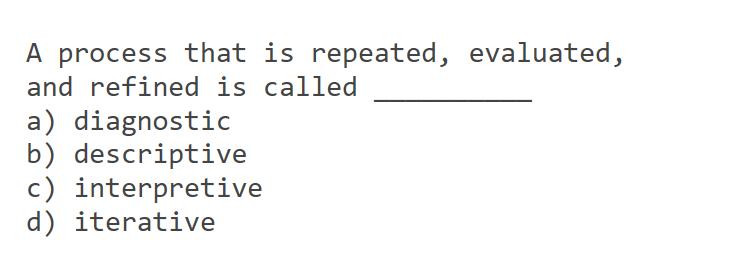 A process that is repeated, evaluated,
and refined is called __________
a) diagnostic
b) descriptive
c) interpretive
d) iterative